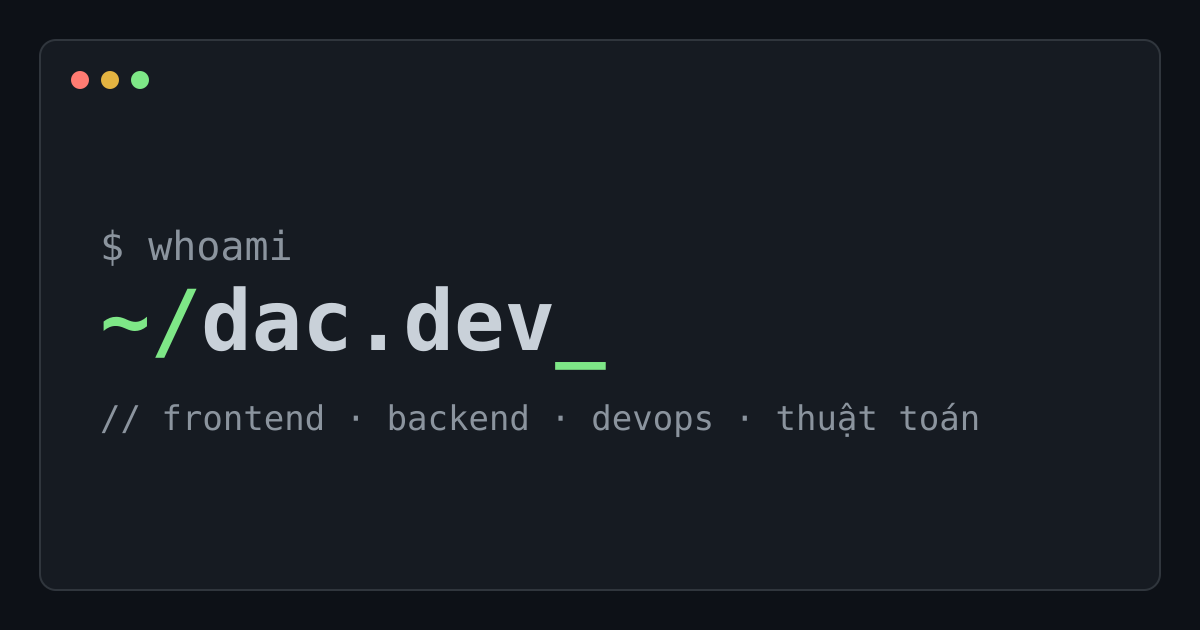 $ whoami
~/dac.dev_
// frontend · backend · devops · thuật toán